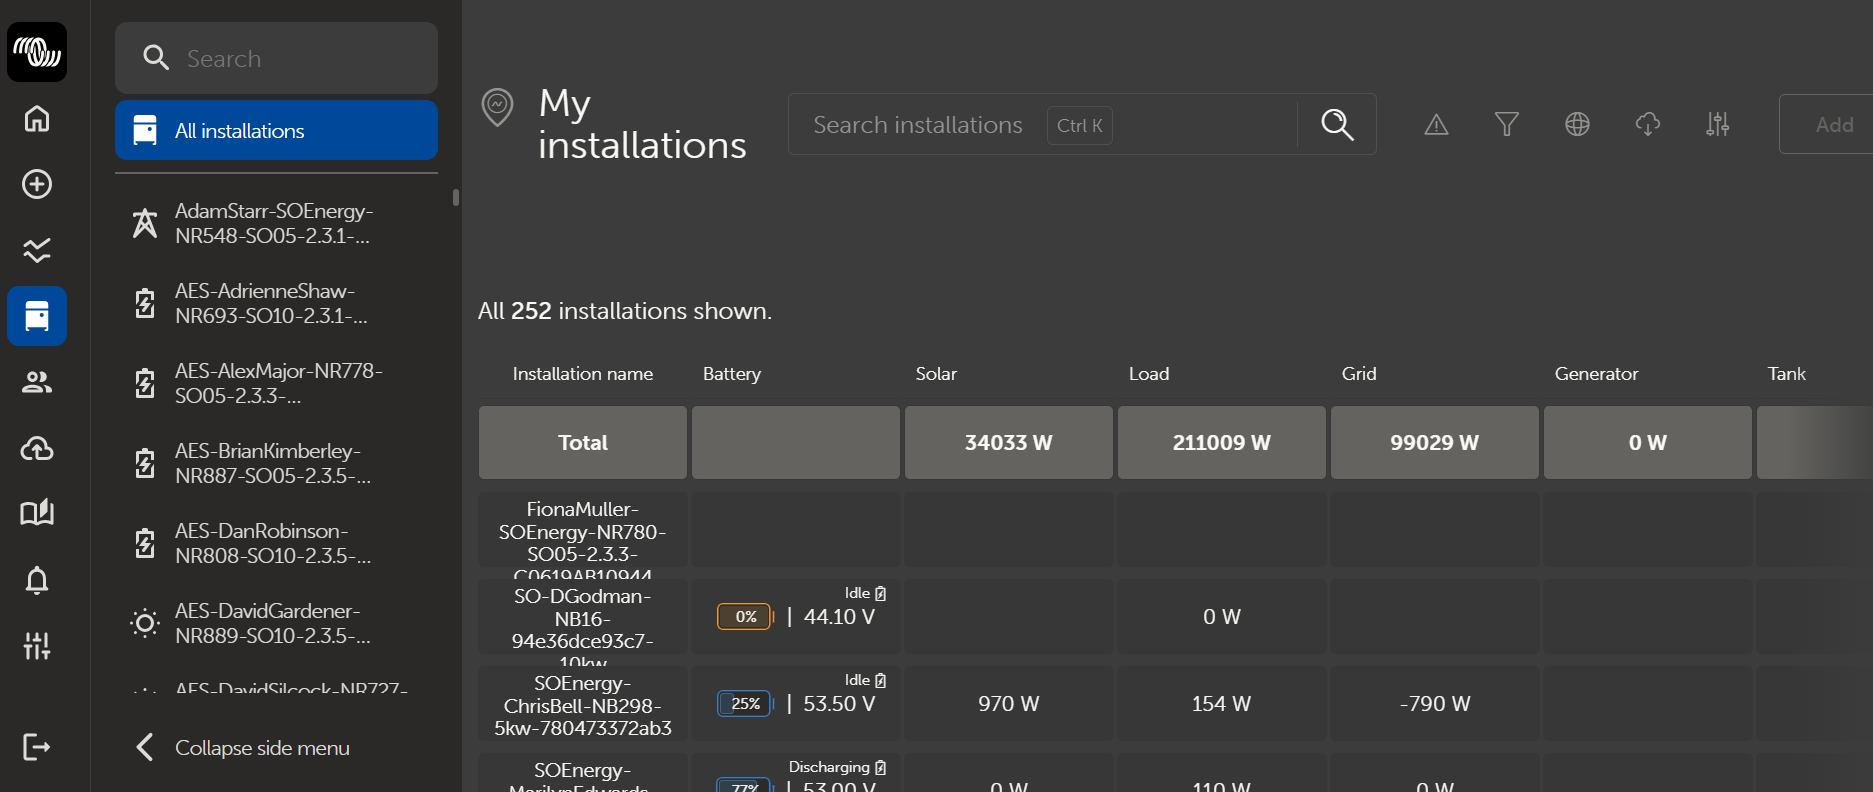 Search
All installations
AdamStarr-SOEnergy-
NR548-SO05-2.3.1-...
AES-AdrienneShaw-
NR693-SO10-2.3.1-...
AES-AlexMajor-NR778-
SO05-2.3.3-...
AES-BrianKimberley-
NR887-SO05-2.3.5-...
AES-DanRobinson-
NR808-SO10-2.3.5-...
AES-DavidGardener-
NR889-SO10-2.3.5-...
AES-DavidSilcock-NR727-
Collapse side menu
My
installations
Search installations Ctrl K
Add
All 252 installations shown.
Installation name Battery Solar Load Grid Generator Tank
Total 34033 W 211009 W 99029 W 0 W
FionaMuller-
SOEnergy-NR780-
SO05-2.3.3-
C0619AB10944
SO-DGodman-
NB16-
94e36dce93c7-
10kw
Idle
0% | 44.10 V 0 W
SOEnergy-
ChrisBell-NB298-
5kw-780473372ab3
Idle
25% | 53.50 V 970 W 154 W -790 W
SOEnergy-
MarilynEdwards-
Discharging
77% | 53.00 V 0 W 110 W 0 W